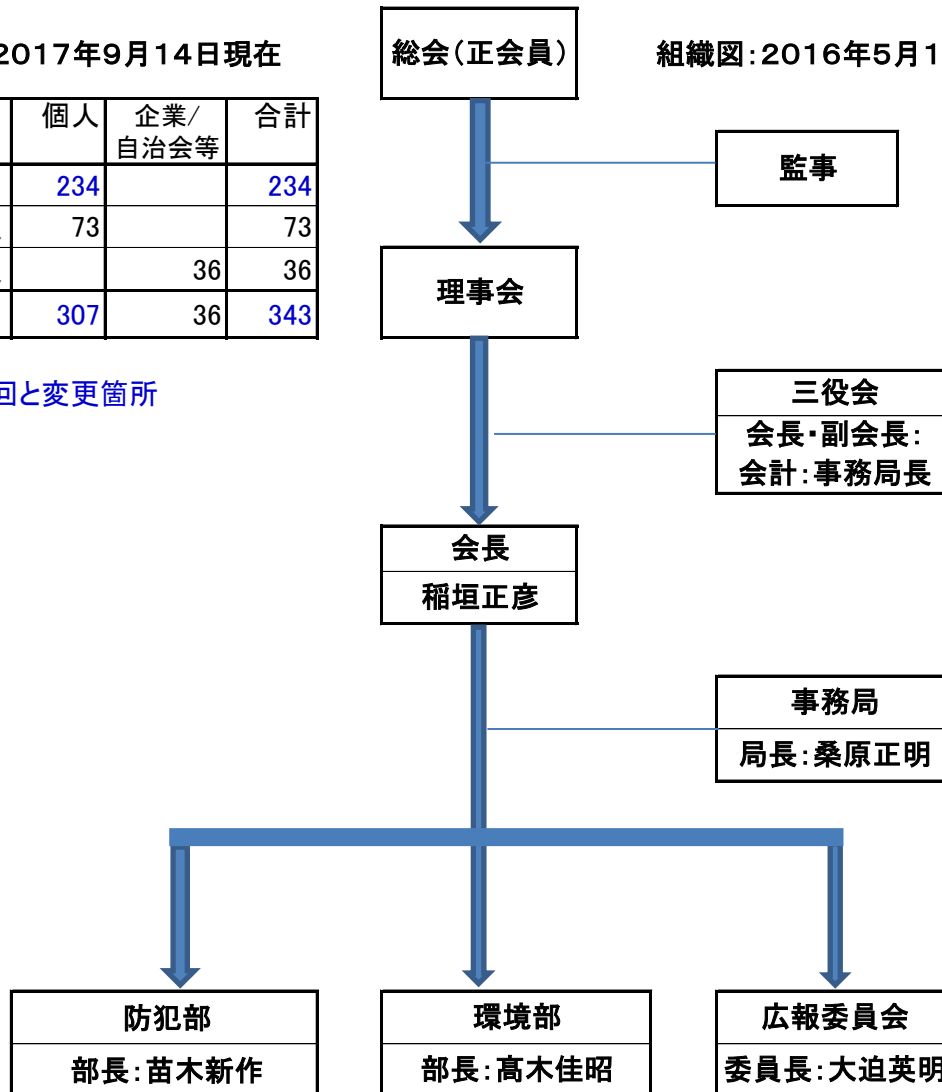 2017年9月14日現在
総会(正会員)
組織図:2016年5月1
個人 企業/ 合計
自治会等
234 234
73 73
36 36
307 36 343
監事
理事会
回と変更箇所
三役会
会長・副会長:
会計:事務局長
会長
稲垣正彦
事務局
局長:桑原正明
防犯部 環境部 広報委員会
部長:苗木新作 部長:髙木佳昭 委員長:大迫英明